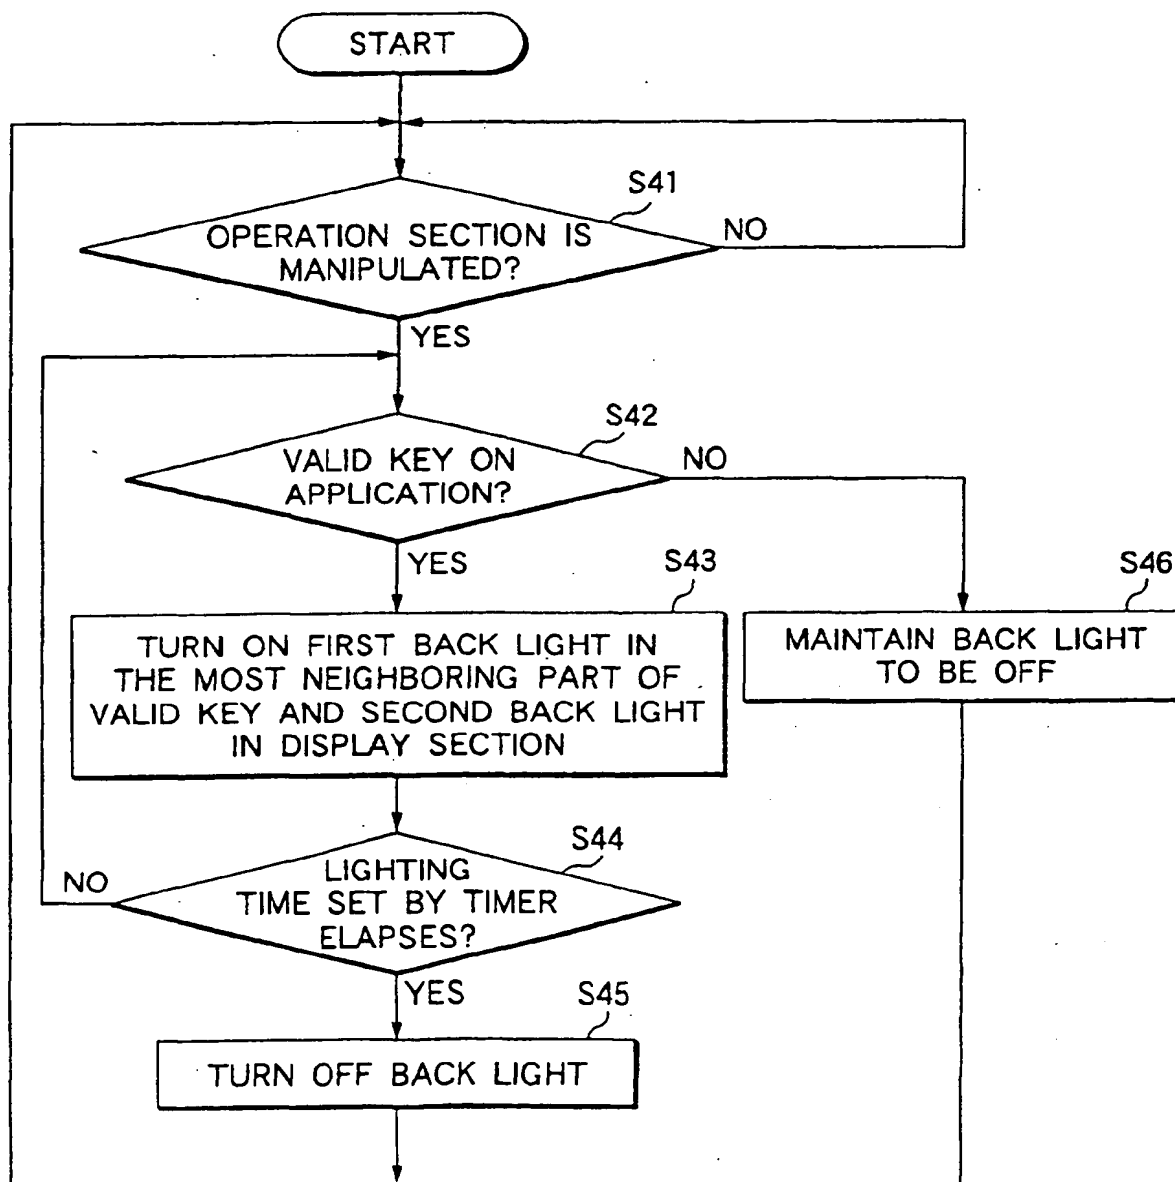 START
S41
OPERATION SECTION IS
MANIPULATED?
NO
YES
S42
VALID KEY ON
APPLICATION?
NO
YES
S43
TURN ON FIRST BACK LIGHT IN
THE MOST NEIGHBORING PART OF
VALID KEY AND SECOND BACK LIGHT
IN DISPLAY SECTION
S46
MAINTAIN BACK LIGHT
TO BE OFF
S44
LIGHTING
TIME SET BY TIMER
ELAPSES?
NO
YES
S45
TURN OFF BACK LIGHT